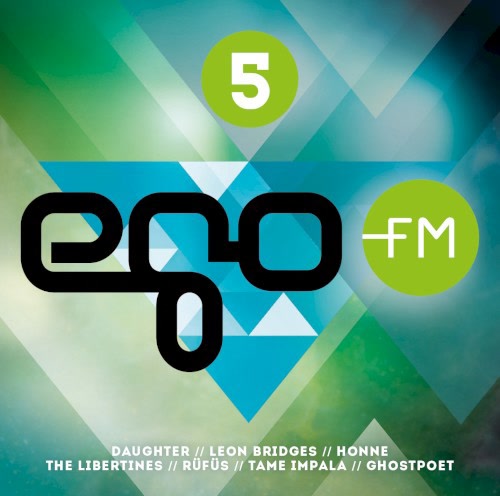 5
ego FM
DAUGHTER // LEON BRIDGES // HONNE
THE LIBERTINES // RÜFÜS // TAME IMPALA // GHOSTPOET